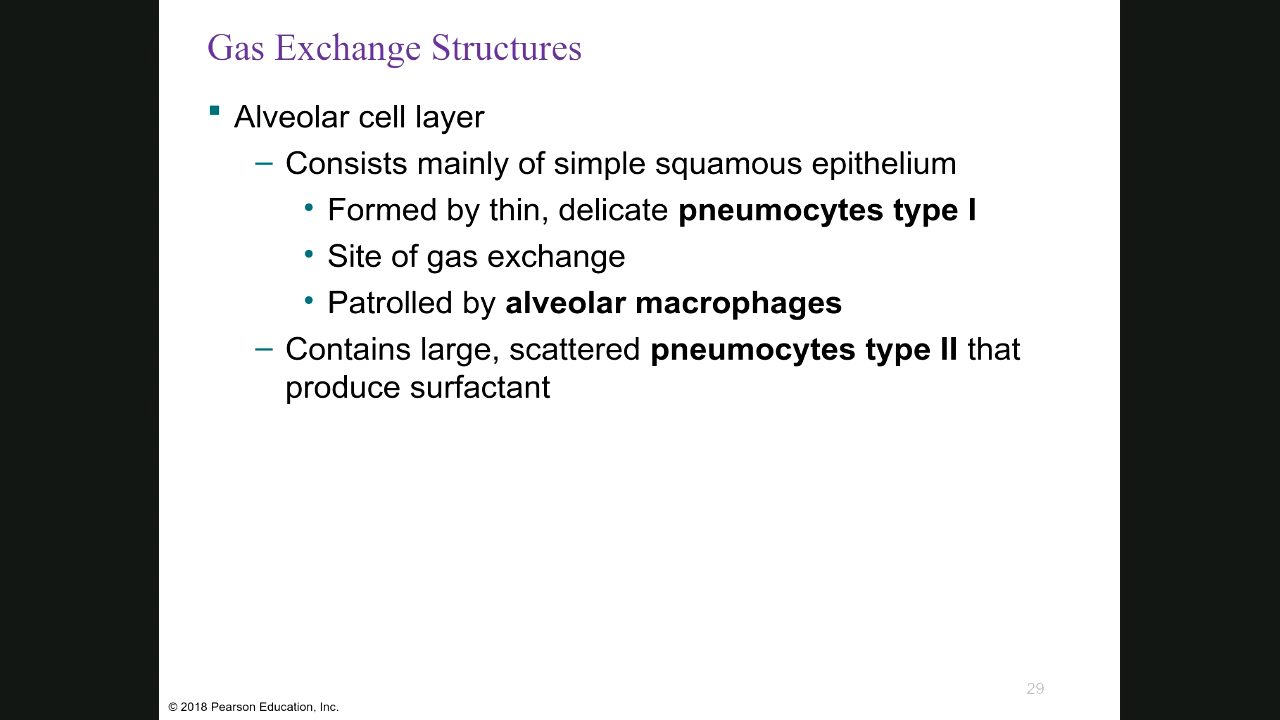 Gas Exchange Structures
▪ Alveolar cell layer
– Consists mainly of simple squamous epithelium
• Formed by thin, delicate pneumocytes type I
• Site of gas exchange
• Patrolled by alveolar macrophages
– Contains large, scattered pneumocytes type II that
produce surfactant
29
© 2018 Pearson Education, Inc.